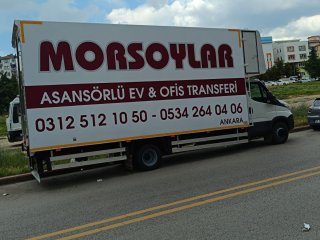 MORSOYLAR
ASANSÖRLÜ EV & OFİS TRANSFERİ
0312 512 10 50 - 0534 264 04 06
ANKARA